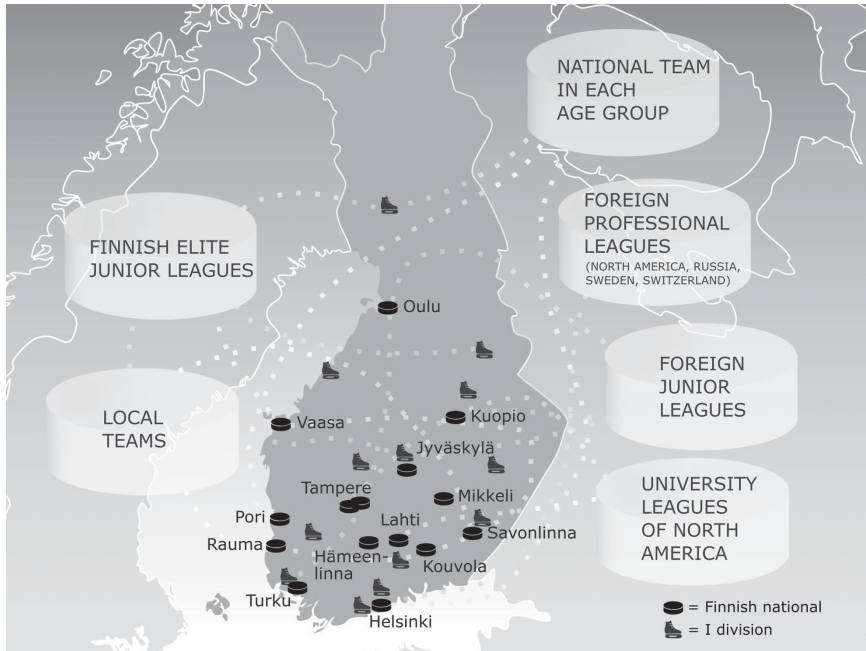 NATIONAL TEAM
IN EACH
AGE GROUP
FOREIGN
PROFESSIONAL
LEAGUES
(NORTH AMERICA, RUSSIA,
SWEDEN, SWITZERLAND)
FINNISH ELITE
JUNIOR LEAGUES
Oulu
FOREIGN
JUNIOR
LEAGUES
LOCAL
TEAMS
Vaasa
Kuopio
Jyväskylä
UNIVERSITY
LEAGUES
OF NORTH
AMERICA
Tampere
Mikkeli
Pori
Lahti
Savonlinna
Rauma
Hämeen-
linna
Kouvola
Turku
Helsinki
= Finnish national
= I division